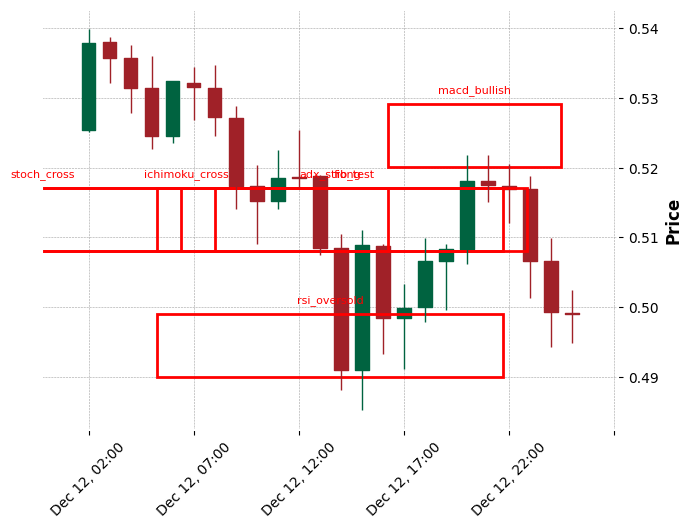 0.54
macd_bullish
0.53
0.52
stoch_cross
ichimoku_cross
adx_strong
fib_test
0.51
Price
rsi_oversold
0.50
0.49
Dec 12, 02:00
Dec 12, 07:00
Dec 12, 12:00
Dec 12, 17:00
Dec 12, 22:00